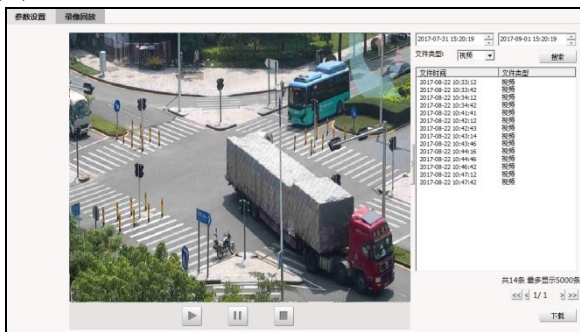 参数设置 录像回放
2017-07-31 15:20:19 2017-09-01 15:20:19
文件类型: 视频 搜索
文件时间 文件类型
2017-08-22 10:33:12 视频
2017-08-22 10:33:42 视频
2017-08-22 10:34:12 视频
2017-08-22 10:34:42 视频
2017-08-22 10:41:41 视频
2017-08-22 10:42:12 视频
2017-08-22 10:42:43 视频
2017-08-22 10:43:14 视频
2017-08-22 10:43:46 视频
2017-08-22 10:44:16 视频
2017-08-22 10:44:46 视频
2017-08-22 10:46:42 视频
2017-08-22 10:47:12 视频
2017-08-22 10:47:42 视频
共14条 最多显示5000条
<< < 1/ 1 > >>
下载